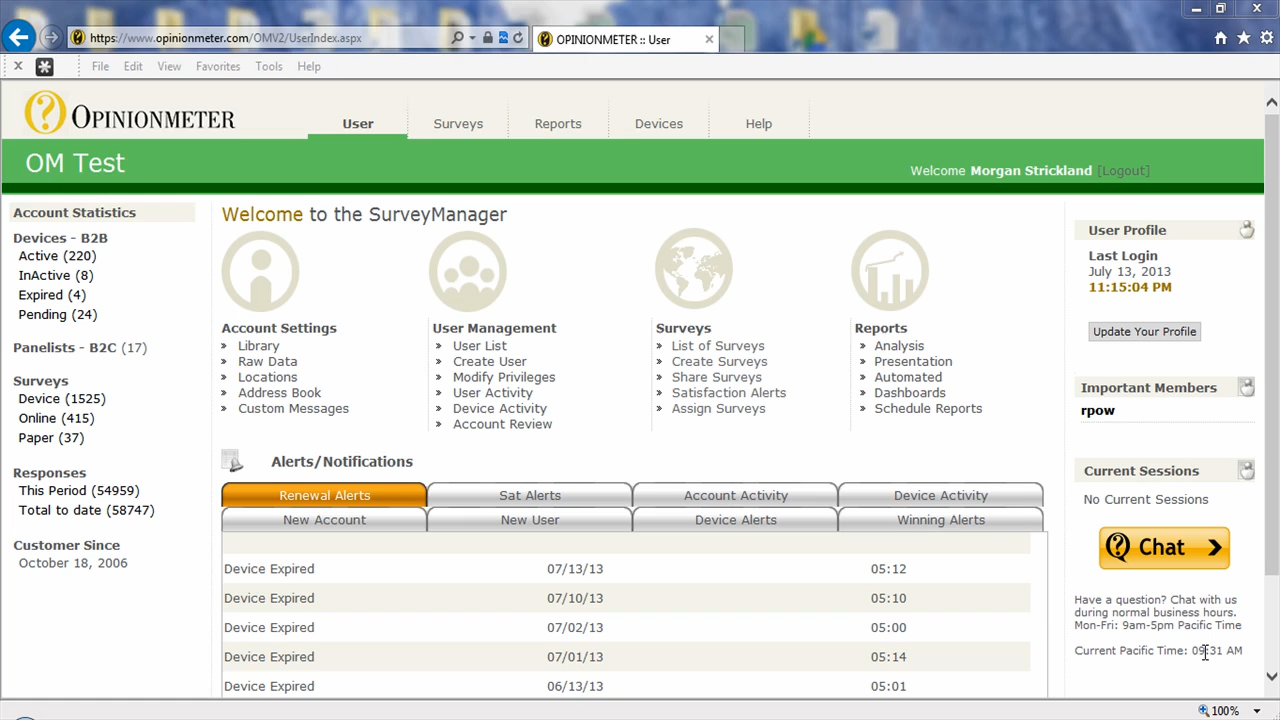 https://www.opinionmeter.com/OMV2/UserIndex.aspx
OPINIONMETER :: User
File Edit View Favorites Tools Help
OPINIONMETER
User Surveys Reports Devices Help
OM Test
Welcome Morgan Strickland [Logout]
Account Statistics
Devices - B2B
Active (220)
InActive (8)
Expired (4)
Pending (24)
Panelists - B2C (17)
Surveys
Device (1525)
Online (415)
Paper (37)
Responses
This Period (54959)
Total to date (58747)
Customer Since
October 18, 2006
Welcome to the SurveyManager
Account Settings
» Library
» Raw Data
» Locations
» Address Book
» Custom Messages
User Management
» User List
» Create User
» Modify Privileges
» User Activity
» Device Activity
» Account Review
Surveys
» List of Surveys
» Create Surveys
» Share Surveys
» Satisfaction Alerts
» Assign Surveys
Reports
» Analysis
» Presentation
» Automated
» Dashboards
» Schedule Reports
Alerts/Notifications
Renewal Alerts Sat Alerts Account Activity Device Activity
New Account New User Device Alerts Winning Alerts
Device Expired 07/13/13 05:12
Device Expired 07/10/13 05:10
Device Expired 07/02/13 05:00
Device Expired 07/01/13 05:14
Device Expired 06/13/13 05:01
User Profile
Last Login
July 13, 2013
11:15:04 PM
Update Your Profile
Important Members
rpow
Current Sessions
No Current Sessions
Chat
Have a question? Chat with us
during normal business hours.
Mon-Fri: 9am-5pm Pacific Time
Current Pacific Time: 09:31 AM
100%